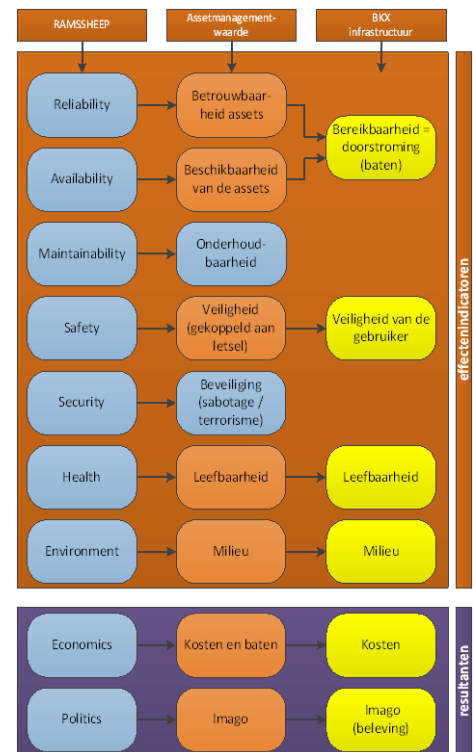 RAMSSHEEP
Assetmanagement-
waarde
BKX
infrastructuur
Reliability
Betrouwbaar-
heid assets
Bereikbaarheid =
doorstroming
(baten)
Availability
Beschikbaarheid
van de assets
Maintainability
Onderhoud-
baarheid
Safety
Veiligheid
(gekoppeld aan
letsel)
Veiligheid van de
gebruiker
Security
Beveiliging
(sabotage /
terrorisme)
Health
Leefbaarheid
Leefbaarheid
Environment
Milieu
Milieu
effectenindicatoren
Economics
Kosten en baten
Kosten
Politics
Imago
Imago
(beleving)
resultanten